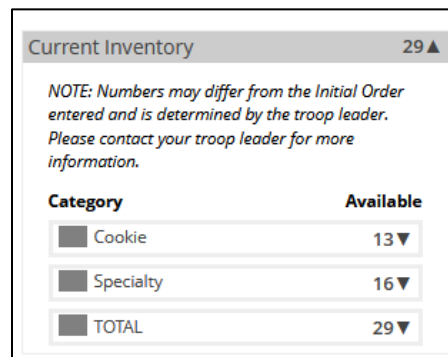 Current Inventory 29▲
NOTE: Numbers may differ from the Initial Order
entered and is determined by the troop leader.
Please contact your troop leader for more
information.
Category Available
Cookie 13▼
Specialty 16▼
TOTAL 29▼